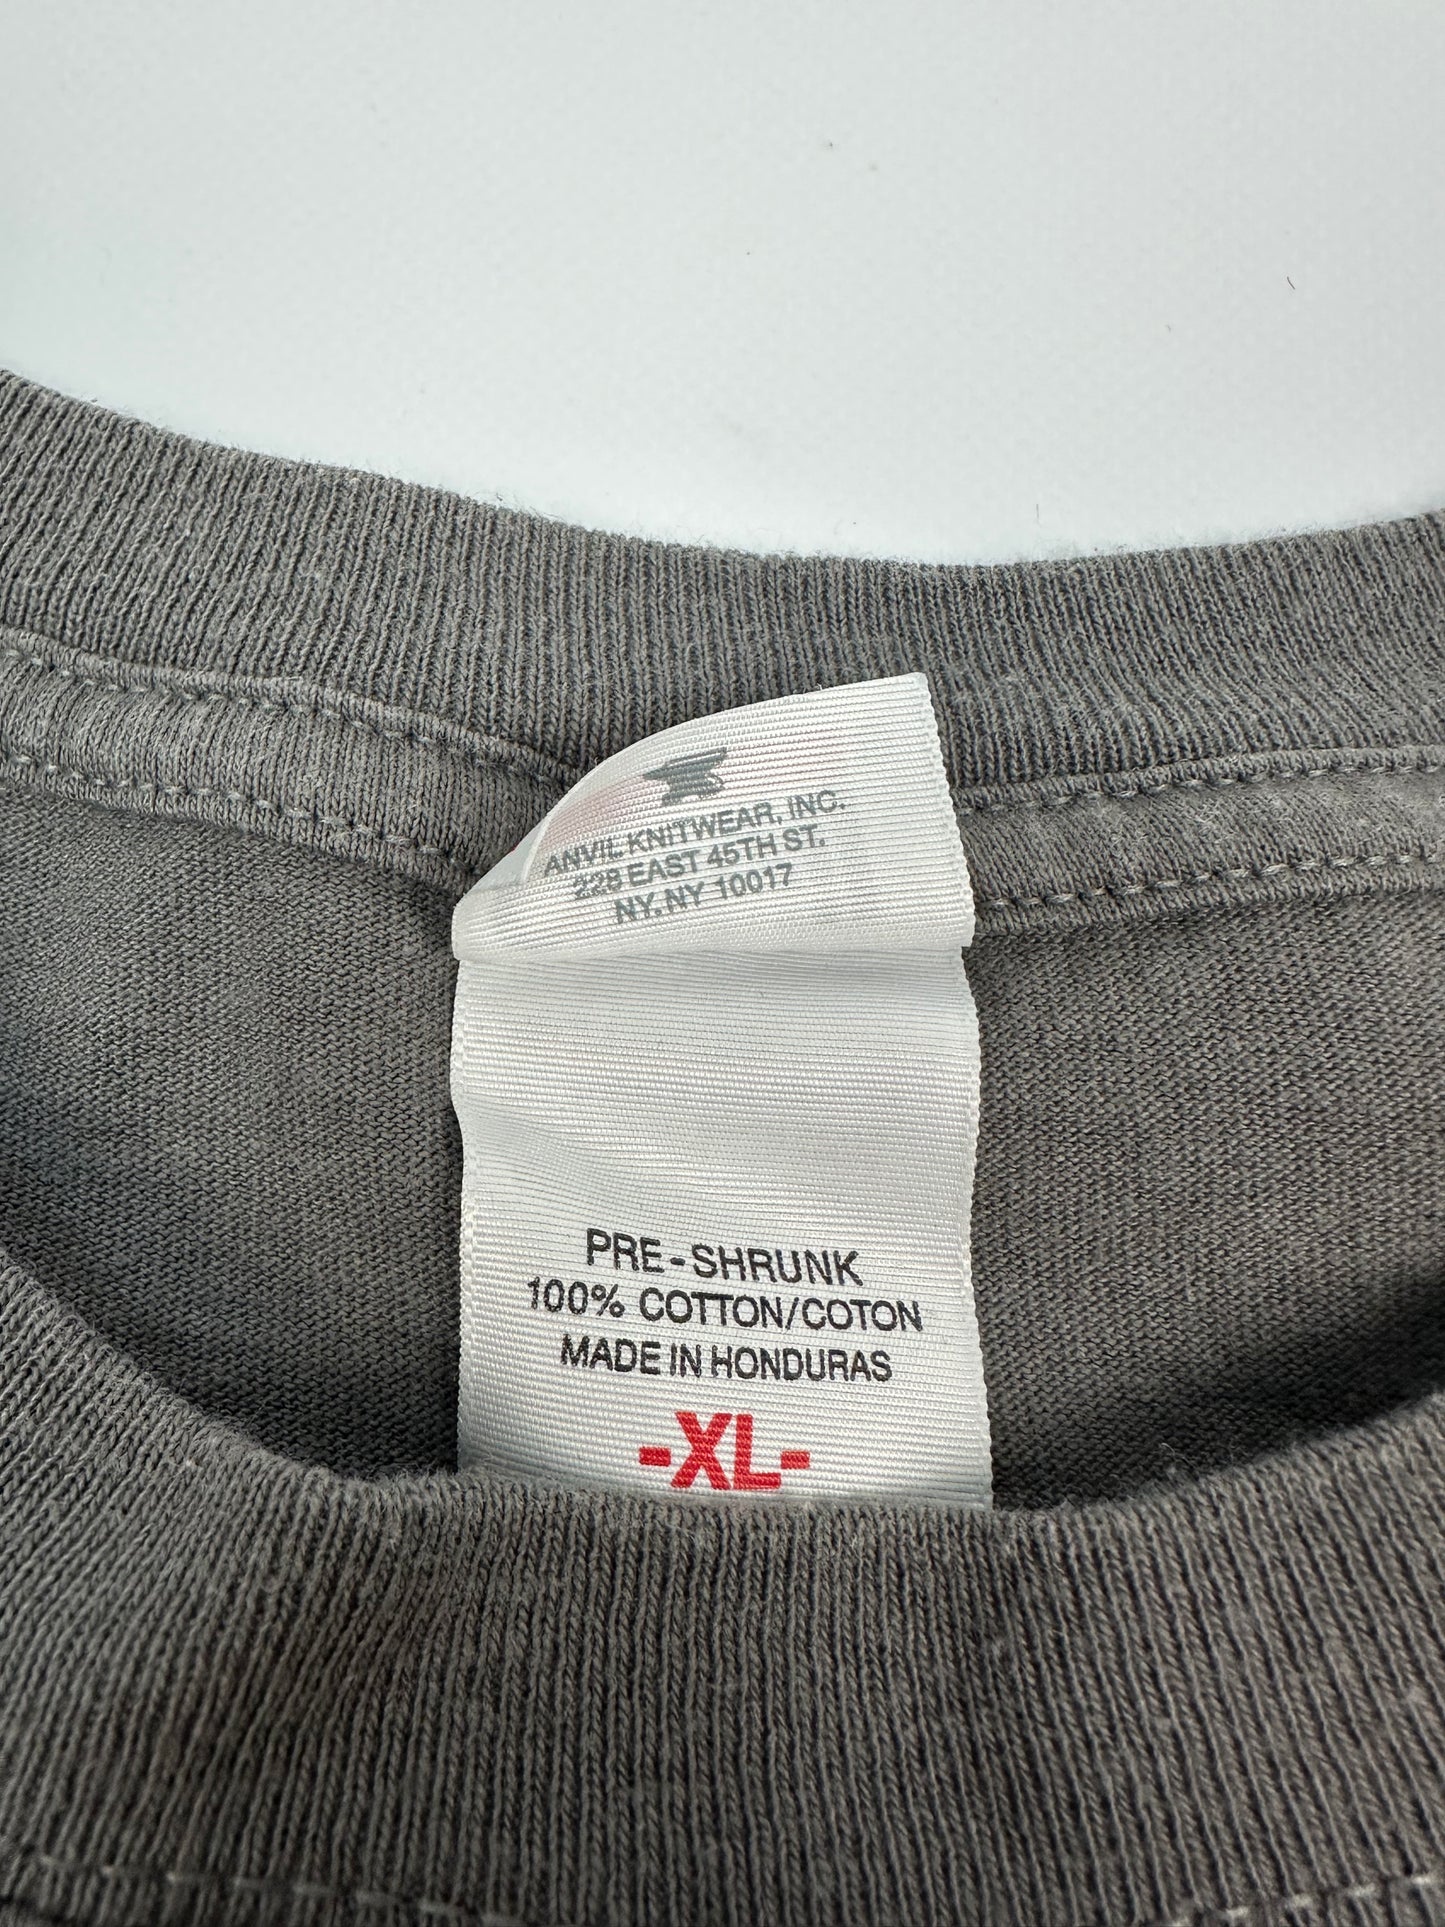 ANVIL KNITWEAR, INC.
228 EAST 45TH ST.
NY, NY 10017
PRE-SHRUNK
100% COTTON/COTON
MADE IN HONDURAS
-XL-